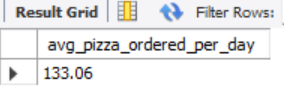 Result Grid Filter Rows:
avg_pizza_ordered_per_day
133.06